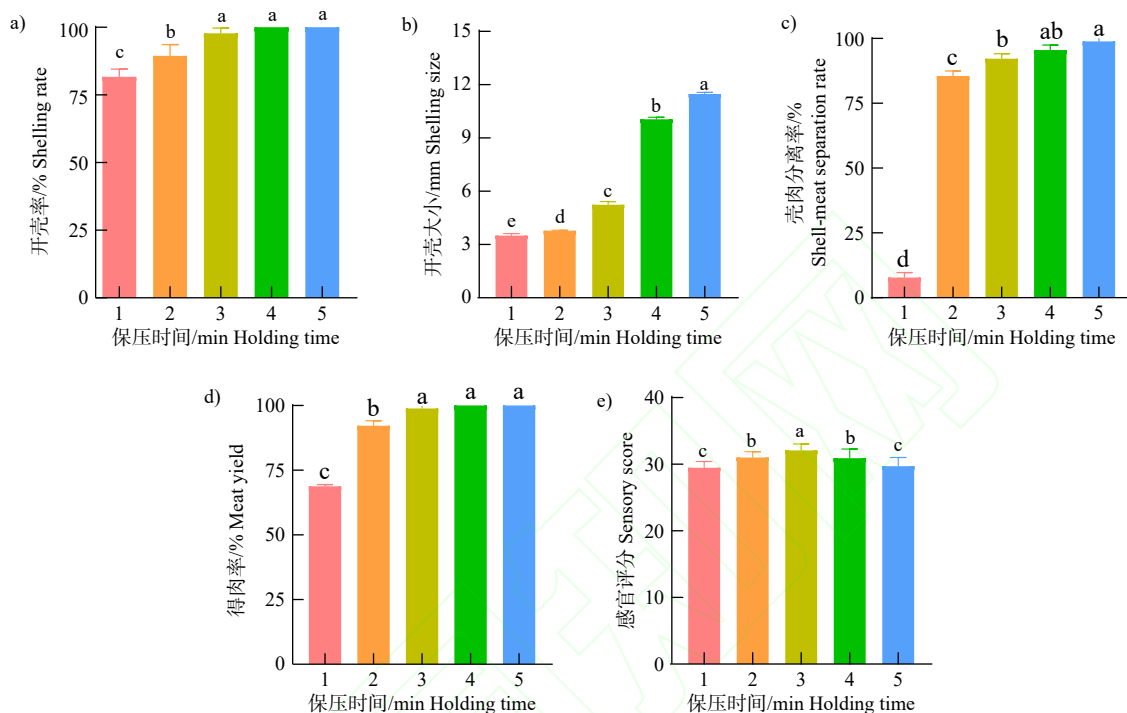 a)
开壳率/% Shelling rate
100
75
50
25
0
c
b
a
a
a
1 2 3 4 5
保压时间/min Holding time
b)
开壳大小/mm Shelling size
15
12
9
6
3
0
e
d
c
b
a
1 2 3 4 5
保压时间/min Holding time
c)
壳肉分离率/%
Shell-meat separation rate
100
75
50
25
0
d
c
b
ab
a
1 2 3 4 5
保压时间/min Holding time
d)
得肉率/% Meat yield
100
75
50
25
0
c
b
a
a
a
1 2 3 4 5
保压时间/min Holding time
e)
感官评分 Sensory score
40
30
20
10
0
c
b
a
b
c
1 2 3 4 5
保压时间/min Holding time